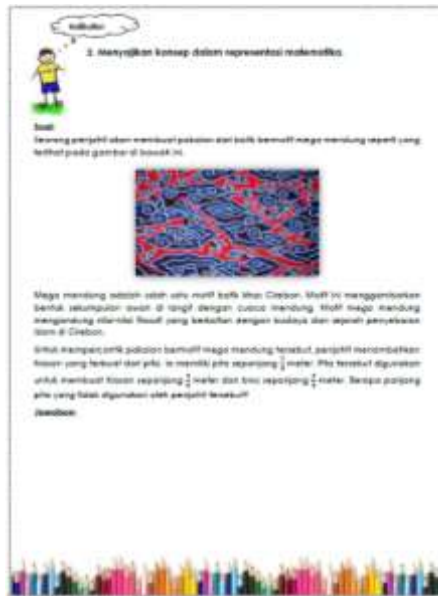 Indikator
2. Menyajikan konsep dalam representasi matematika
Soal:
Seorang penjahit akan membuat pakaian dari batik bermotif mega mendung seperti yang
terlihat pada gambar di bawah ini.
Mega mendung adalah salah satu motif batik khas Cirebon. Motif ini menggambarkan
bentuk sekumpulan awan di langit dengan cuaca mendung. Motif mega mendung
mengandung nilai-nilai filosofi yang berkaitan dengan budaya dan sejarah penyebaran
Islam di Cirebon.
Untuk mempercantik pakaian bermotif mega mendung tersebut, penjahit menambahkan
hiasan yang terbuat dari pita. Ia memiliki pita sepanjang meter. Pita tersebut digunakan
untuk membuat hiasan sepanjang meter dan bros sepanjang meter. Berapa panjang
pita yang tidak digunakan oleh penjahit tersebut?
Jawaban: